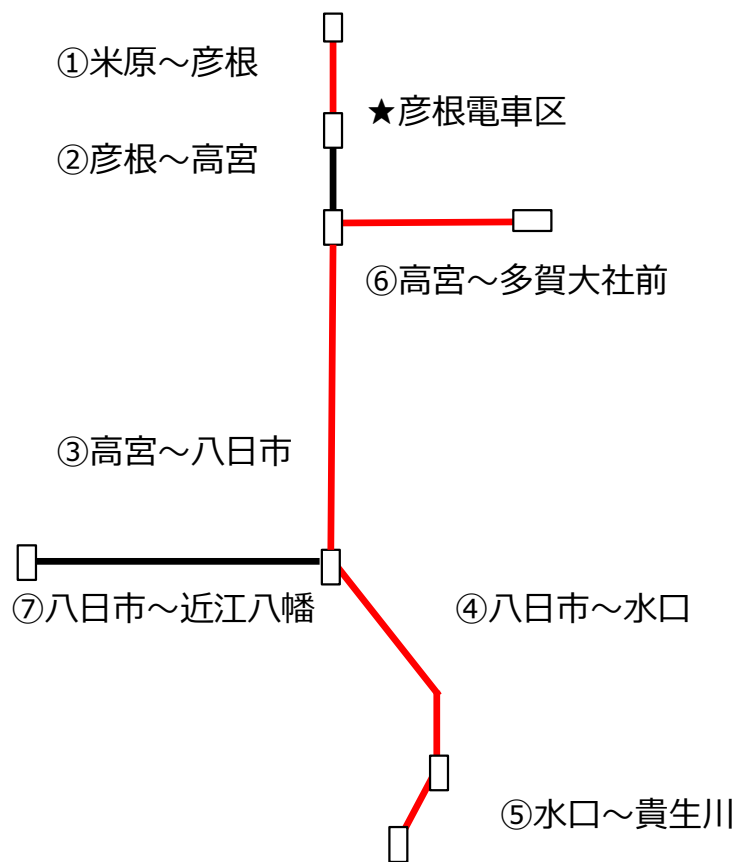 ①米原～彦根
★彦根電車区
②彦根～高宮
⑥高宮～多賀大社前
③高宮～八日市
⑦八日市～近江八幡
④八日市～水口
⑤水口～貴生川